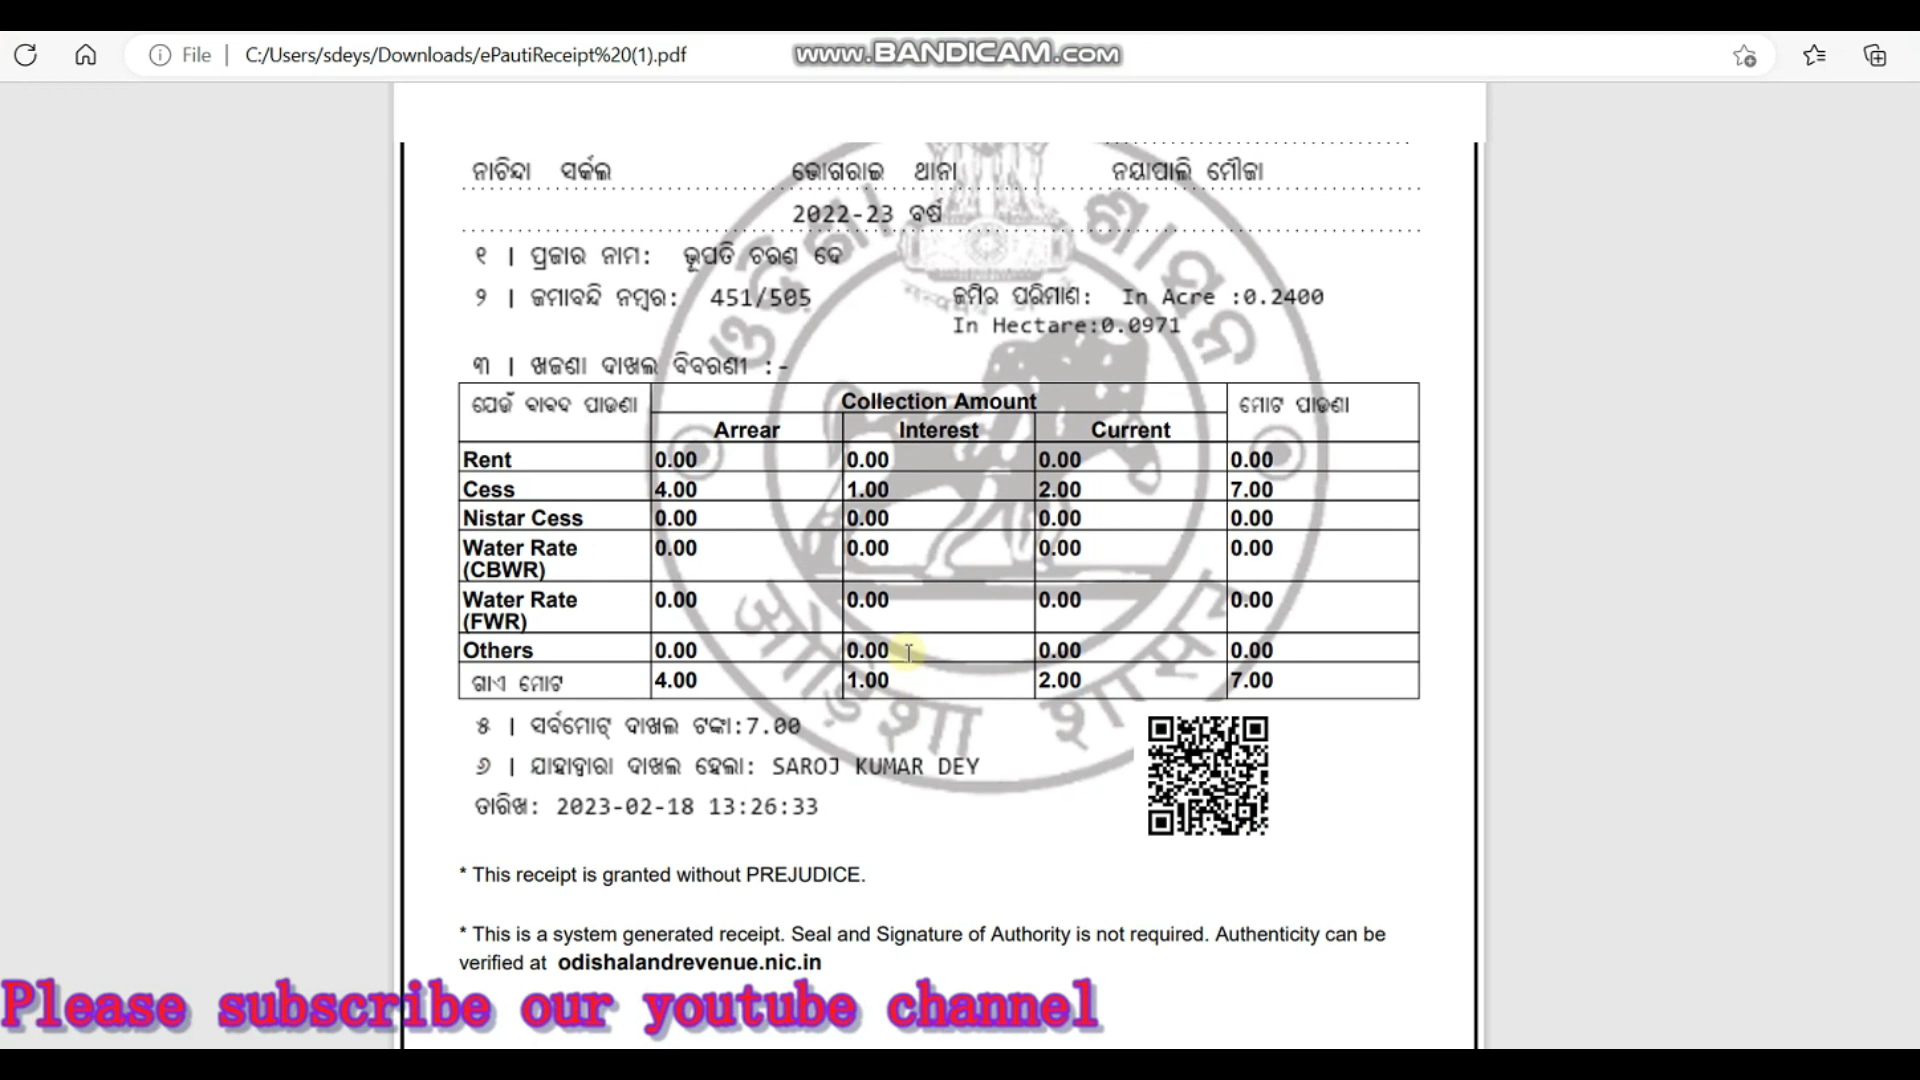 File | C:/Users/sdeys/Downloads/ePautiReceipt%20(1).pdf
www.BANDICAM.com
ନାଚିନ୍ଦା ସର୍କଲ ଭୋଗରାଇ ଥାନା ନୟାପାଲି ମୌଜା
2022-23 ବର୍ଷ
୧ | ପ୍ରଜାର ନାମ: ଭୂପତି ଚରଣ ଦେ
୨ | ଜମାବନ୍ଦି ନମ୍ବର: 451/505 ଜମିର ପରିମାଣ: In Acre :0.2400
In Hectare:0.0971
୩ | ଖଜଣା ଦାଖଲ ବିବରଣୀ :-
ଯେଉଁ ବାବଦ ପାଉଣା Collection Amount ମୋଟ ପାଉଣା
Arrear Interest Current
Rent 0.00 0.00 0.00 0.00
Cess 4.00 1.00 2.00 7.00
Nistar Cess 0.00 0.00 0.00 0.00
Water Rate 0.00 0.00 0.00 0.00
(CBWR)
Water Rate 0.00 0.00 0.00 0.00
(FWR)
Others 0.00 0.00 0.00 0.00
ଗାଏ ମୋଟ 4.00 1.00 2.00 7.00
୫ | ସର୍ବମୋଟ୍ ଦାଖଲ ଟଙ୍କା:7.00
୬ | ଯାହାଦ୍ୱାରା ଦାଖଲ ହେଲା: SAROJ KUMAR DEY
ତାରିଖ: 2023-02-18 13:26:33
ଓଡ଼ିଶା ଶାସନ
ओड़िशा शासन
* This receipt is granted without PREJUDICE.
* This is a system generated receipt. Seal and Signature of Authority is not required. Authenticity can be
verified at odishalandrevenue.nic.in
Please subscribe our youtube channel